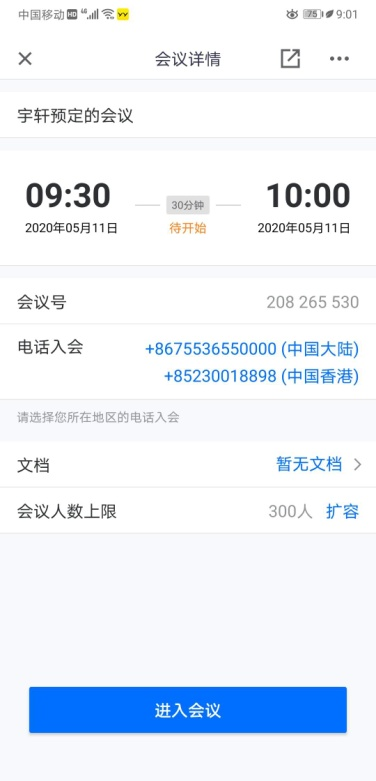 中国移动 HD 4G 75 9:01
会议详情
宇轩预定的会议
09:30 10:00
30分钟
2020年05月11日 待开始 2020年05月11日
会议号 208 265 530
电话入会 +8675536550000 (中国大陆)
+85230018898 (中国香港)
请选择您所在地区的电话入会
文档 暂无文档
会议人数上限 300人 扩容
进入会议